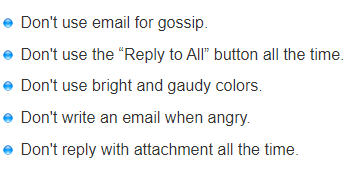 Don't use email for gossip.
Don't use the “Reply to All” button all the time.
Don't use bright and gaudy colors.
Don't write an email when angry.
Don't reply with attachment all the time.